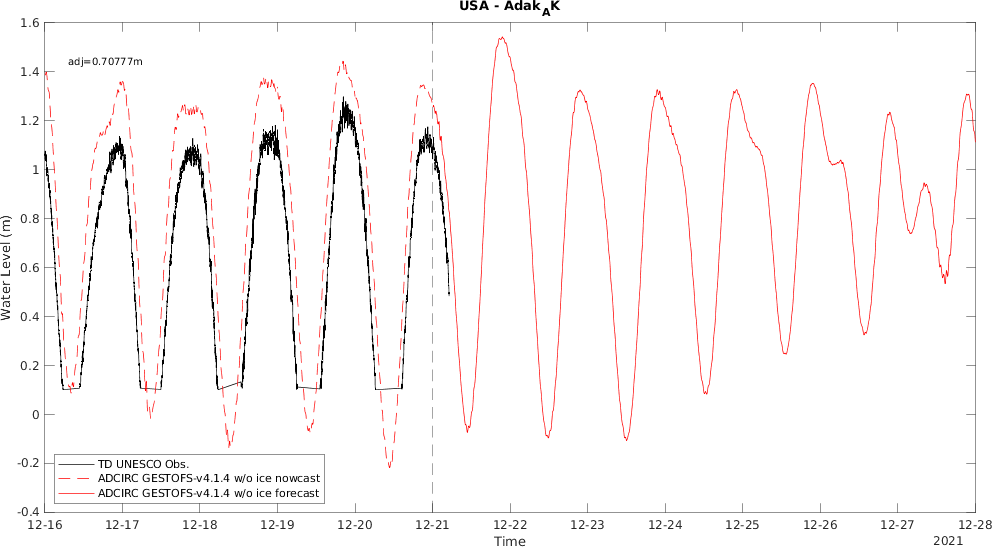 USA - Adak_AK
1.6
1.4
1.2
1
0.8
0.6
0.4
0.2
0
-0.2
-0.4
Water Level (m)
adj=0.70777m
TD UNESCO Obs.
ADCIRC GESTOFS-v4.1.4 w/o ice nowcast
ADCIRC GESTOFS-v4.1.4 w/o ice forecast
12-16 12-17 12-18 12-19 12-20 12-21 12-22 12-23 12-24 12-25 12-26 12-27 12-28
Time
2021